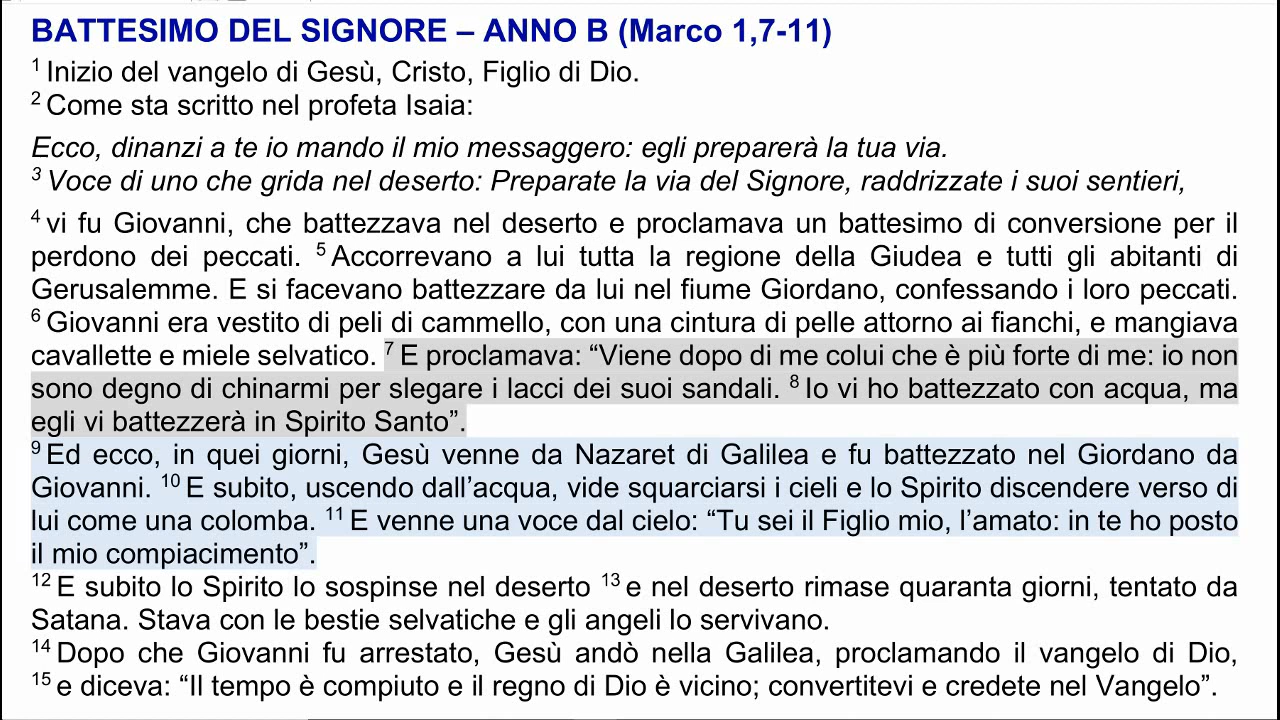 BATTESIMO DEL SIGNORE – ANNO B (Marco 1,7-11)
1 Inizio del vangelo di Gesù, Cristo, Figlio di Dio.
2 Come sta scritto nel profeta Isaia:
Ecco, dinanzi a te io mando il mio messaggero: egli preparerà la tua via.
3 Voce di uno che grida nel deserto: Preparate la via del Signore, raddrizzate i suoi sentieri,
4 vi fu Giovanni, che battezzava nel deserto e proclamava un battesimo di conversione per il
perdono dei peccati. 5 Accorrevano a lui tutta la regione della Giudea e tutti gli abitanti di
Gerusalemme. E si facevano battezzare da lui nel fiume Giordano, confessando i loro peccati.
6 Giovanni era vestito di peli di cammello, con una cintura di pelle attorno ai fianchi, e mangiava
cavallette e miele selvatico. 7 E proclamava: “Viene dopo di me colui che è più forte di me: io non
sono degno di chinarmi per slegare i lacci dei suoi sandali. 8 Io vi ho battezzato con acqua, ma
egli vi battezzerà in Spirito Santo”.
9 Ed ecco, in quei giorni, Gesù venne da Nazaret di Galilea e fu battezzato nel Giordano da
Giovanni. 10 E subito, uscendo dall’acqua, vide squarciarsi i cieli e lo Spirito discendere verso di
lui come una colomba. 11 E venne una voce dal cielo: “Tu sei il Figlio mio, l’amato: in te ho posto
il mio compiacimento”.
12 E subito lo Spirito lo sospinse nel deserto 13 e nel deserto rimase quaranta giorni, tentato da
Satana. Stava con le bestie selvatiche e gli angeli lo servivano.
14 Dopo che Giovanni fu arrestato, Gesù andò nella Galilea, proclamando il vangelo di Dio,
15 e diceva: “Il tempo è compiuto e il regno di Dio è vicino; convertitevi e credete nel Vangelo”.